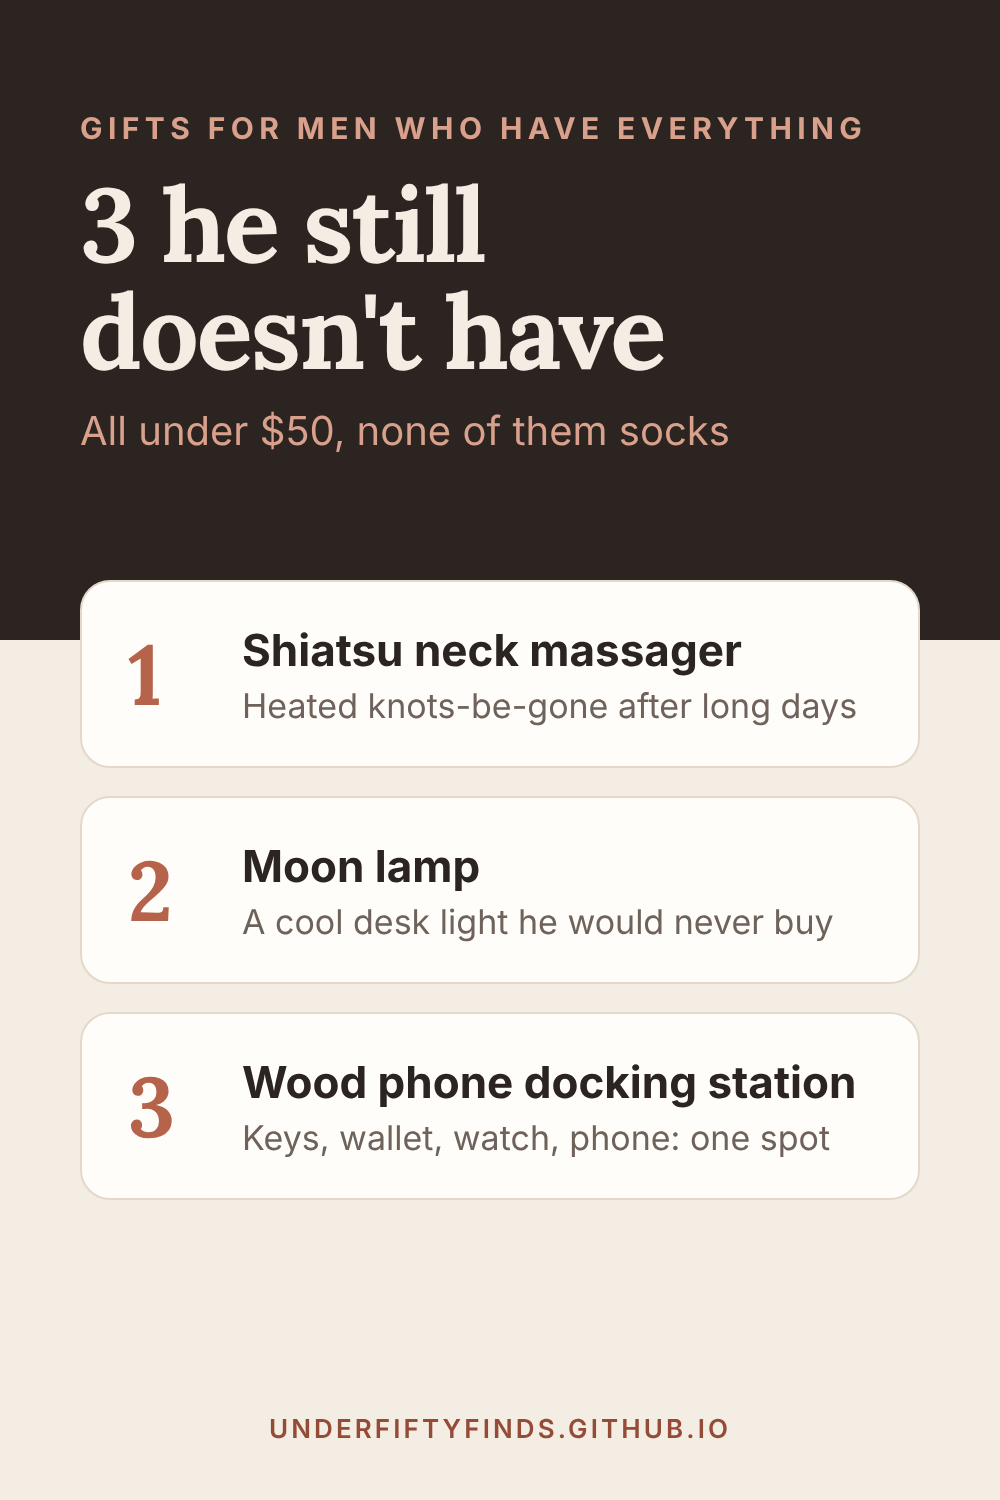 GIFTS FOR MEN WHO HAVE EVERYTHING
3 he still
doesn't have
All under $50, none of them socks
1
Shiatsu neck massager
Heated knots-be-gone after long days
2
Moon lamp
A cool desk light he would never buy
3
Wood phone docking station
Keys, wallet, watch, phone: one spot
UNDERFIFTYFINDS.GITHUB.IO